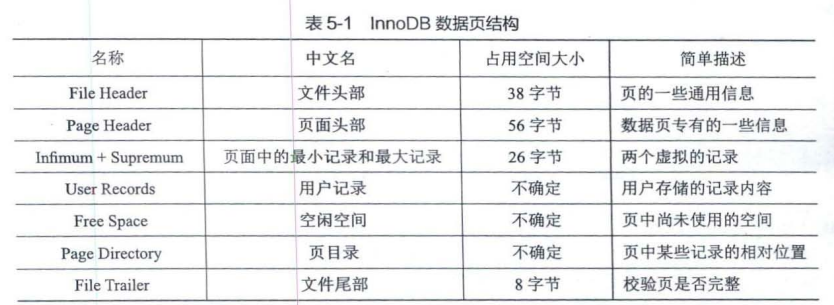 表 5-1 InnoDB 数据页结构
名称 中文名 占用空间大小 简单描述
File Header 文件头部 38 字节 页的一些通用信息
Page Header 页面头部 56 字节 数据页专有的一些信息
Infimum + Supremum 页面中的最小记录和最大记录 26 字节 两个虚拟的记录
User Records 用户记录 不确定 用户存储的记录内容
Free Space 空闲空间 不确定 页中尚未使用的空间
Page Directory 页目录 不确定 页中某些记录的相对位置
File Trailer 文件尾部 8 字节 校验页是否完整